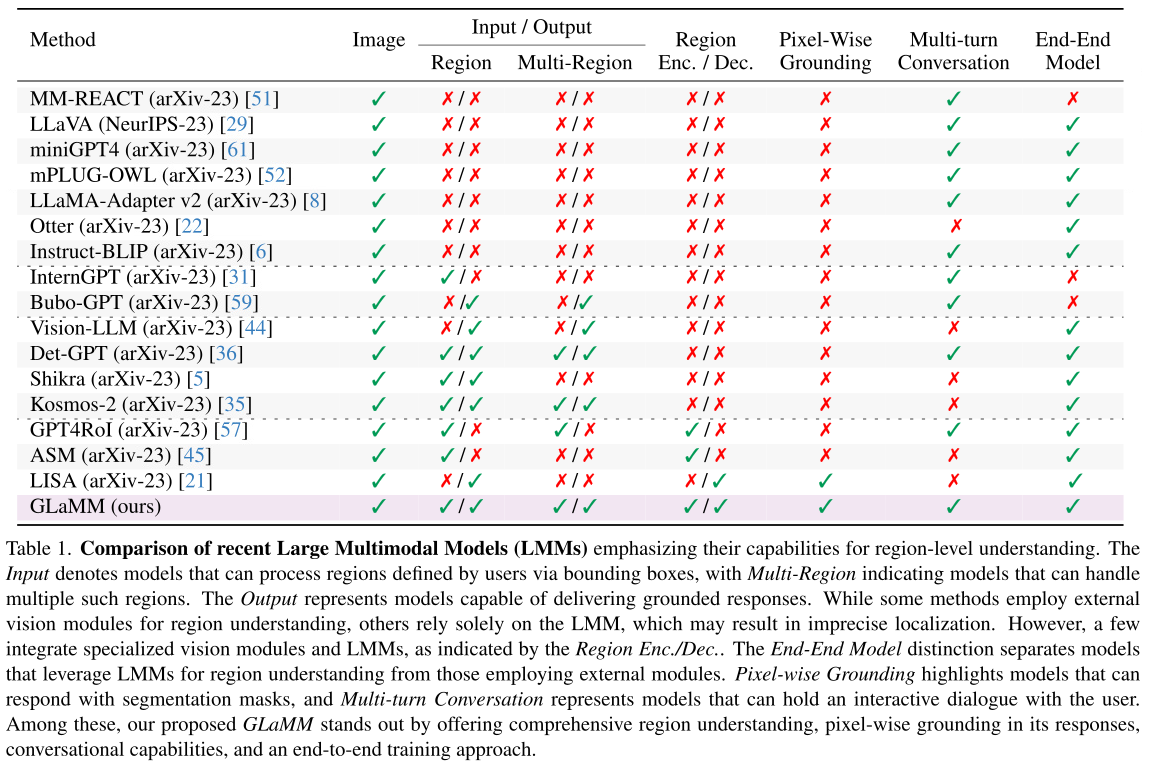 Method Image Input / Output Region Enc. / Dec. Pixel-Wise Grounding Multi-turn Conversation End-End Model
Region Multi-Region
MM-REACT (arXiv-23) [51] ✓ ✗/✗ ✗/✗ ✗/✗ ✗ ✓ ✗
LLaVA (NeurIPS-23) [29] ✓ ✗/✗ ✗/✗ ✗/✗ ✗ ✓ ✓
miniGPT4 (arXiv-23) [61] ✓ ✗/✗ ✗/✗ ✗/✗ ✗ ✓ ✓
mPLUG-OWL (arXiv-23) [52] ✓ ✗/✗ ✗/✗ ✗/✗ ✗ ✓ ✓
LLaMA-Adapter v2 (arXiv-23) [8] ✓ ✗/✗ ✗/✗ ✗/✗ ✗ ✓ ✓
Otter (arXiv-23) [22] ✓ ✗/✗ ✗/✗ ✗/✗ ✗ ✗ ✓
Instruct-BLIP (arXiv-23) [6] ✓ ✗/✗ ✗/✗ ✗/✗ ✗ ✓ ✓
InternGPT (arXiv-23) [31] ✓ ✓/✗ ✗/✗ ✗/✗ ✗ ✓ ✗
Bubo-GPT (arXiv-23) [59] ✓ ✗/✓ ✗/✓ ✗/✗ ✗ ✓ ✗
Vision-LLM (arXiv-23) [44] ✓ ✗/✓ ✗/✓ ✗/✗ ✗ ✗ ✓
Det-GPT (arXiv-23) [36] ✓ ✓/✓ ✓/✓ ✗/✗ ✗ ✓ ✓
Shikra (arXiv-23) [5] ✓ ✓/✓ ✗/✗ ✗/✗ ✗ ✗ ✓
Kosmos-2 (arXiv-23) [35] ✓ ✓/✓ ✓/✓ ✗/✗ ✗ ✗ ✓
GPT4RoI (arXiv-23) [57] ✓ ✓/✗ ✓/✗ ✓/✗ ✗ ✓ ✓
ASM (arXiv-23) [45] ✓ ✓/✗ ✗/✗ ✓/✗ ✗ ✗ ✓
LISA (arXiv-23) [21] ✓ ✗/✓ ✗/✗ ✗/✓ ✓ ✗ ✓
GLaMM (ours) ✓ ✓/✓ ✓/✓ ✓/✓ ✓ ✓ ✓
Table 1. Comparison of recent Large Multimodal Models (LMMs) emphasizing their capabilities for region-level understanding. The
Input denotes models that can process regions defined by users via bounding boxes, with Multi-Region indicating models that can handle
multiple such regions. The Output represents models capable of delivering grounded responses. While some methods employ external
vision modules for region understanding, others rely solely on the LMM, which may result in imprecise localization. However, a few
integrate specialized vision modules and LMMs, as indicated by the Region Enc./Dec.. The End-End Model distinction separates models
that leverage LMMs for region understanding from those employing external modules. Pixel-wise Grounding highlights models that can
respond with segmentation masks, and Multi-turn Conversation represents models that can hold an interactive dialogue with the user.
Among these, our proposed GLaMM stands out by offering comprehensive region understanding, pixel-wise grounding in its responses,
conversational capabilities, and an end-to-end training approach.